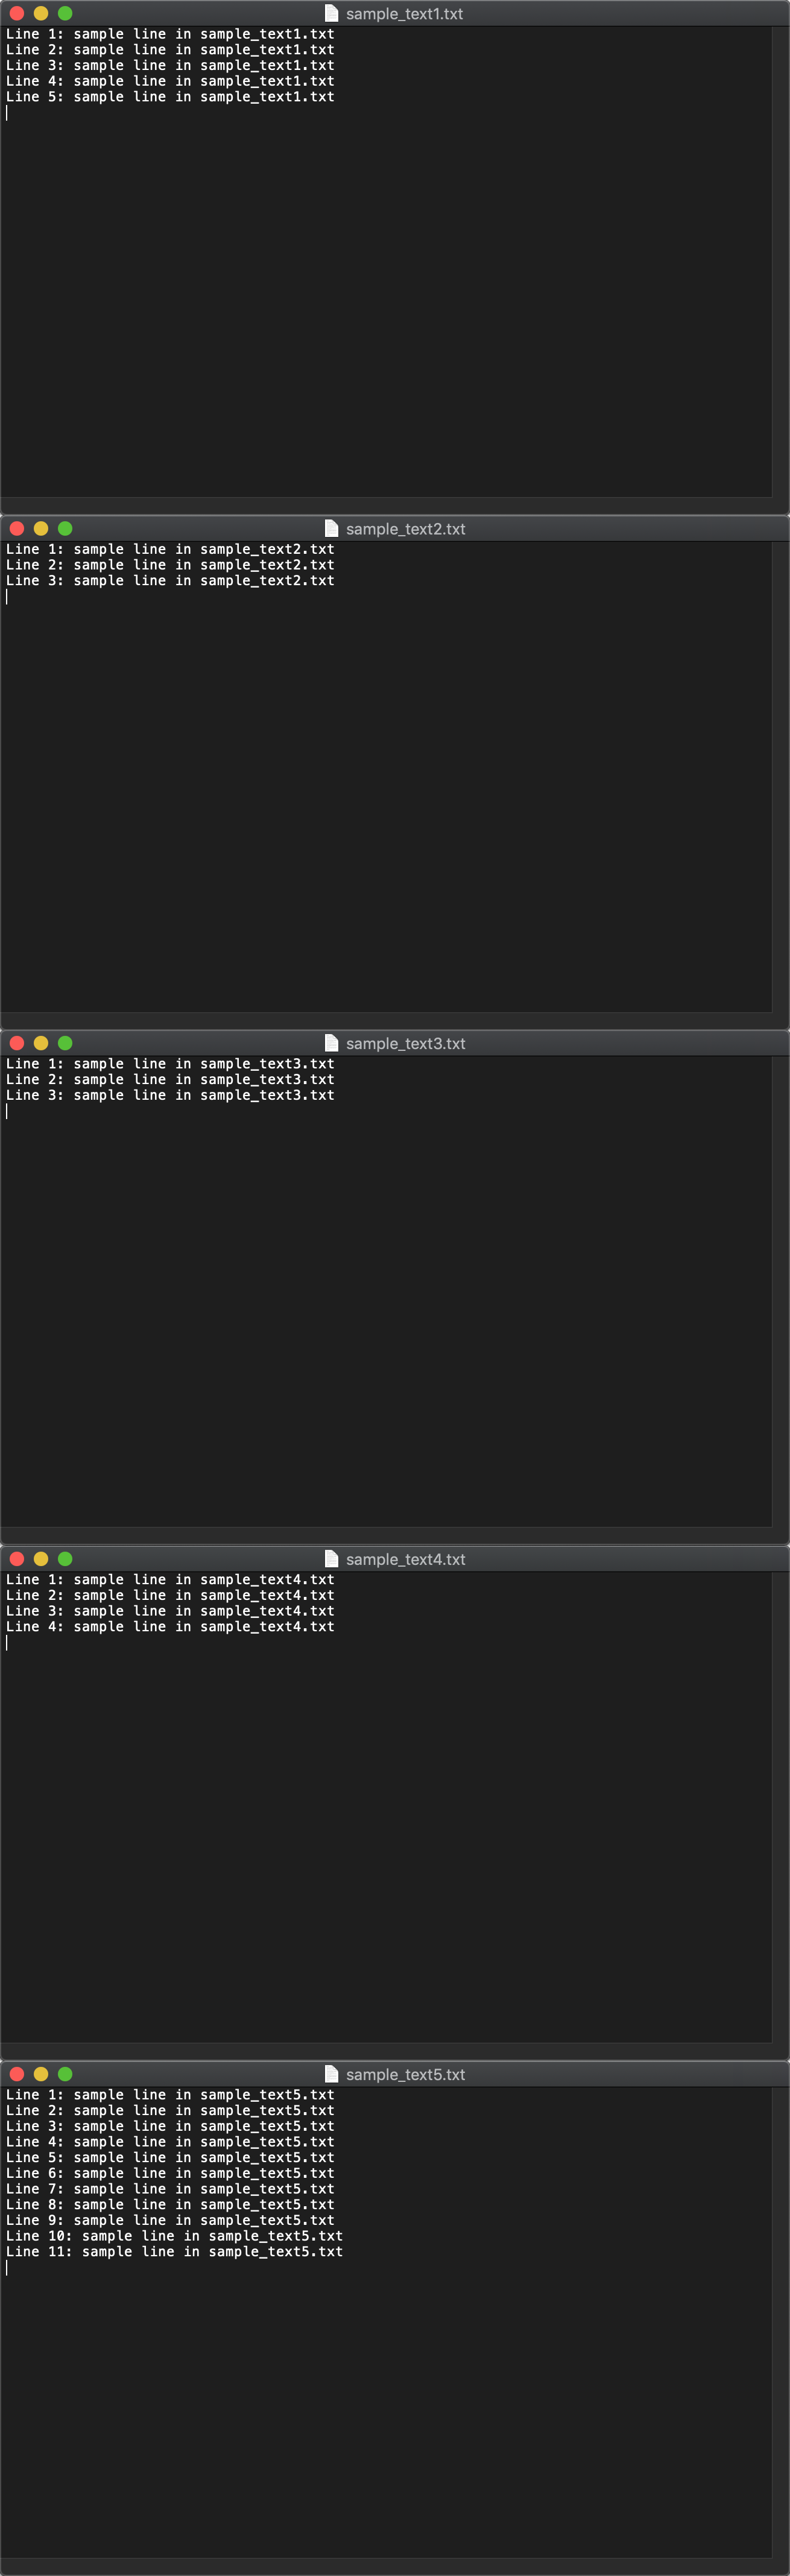 sample_text1.txt
Line 1: sample line in sample_text1.txt
Line 2: sample line in sample_text1.txt
Line 3: sample line in sample_text1.txt
Line 4: sample line in sample_text1.txt
Line 5: sample line in sample_text1.txt
sample_text2.txt
Line 1: sample line in sample_text2.txt
Line 2: sample line in sample_text2.txt
Line 3: sample line in sample_text2.txt
sample_text3.txt
Line 1: sample line in sample_text3.txt
Line 2: sample line in sample_text3.txt
Line 3: sample line in sample_text3.txt
sample_text4.txt
Line 1: sample line in sample_text4.txt
Line 2: sample line in sample_text4.txt
Line 3: sample line in sample_text4.txt
Line 4: sample line in sample_text4.txt
sample_text5.txt
Line 1: sample line in sample_text5.txt
Line 2: sample line in sample_text5.txt
Line 3: sample line in sample_text5.txt
Line 4: sample line in sample_text5.txt
Line 5: sample line in sample_text5.txt
Line 6: sample line in sample_text5.txt
Line 7: sample line in sample_text5.txt
Line 8: sample line in sample_text5.txt
Line 9: sample line in sample_text5.txt
Line 10: sample line in sample_text5.txt
Line 11: sample line in sample_text5.txt